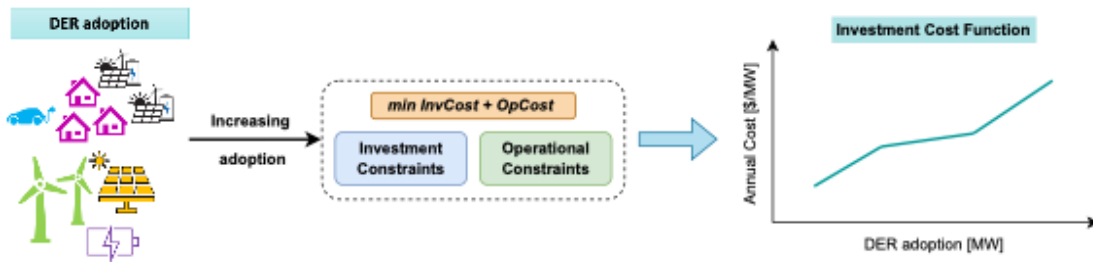 DER adoption
Increasing
adoption
min InvCost + OpCost
Investment
Constraints
Operational
Constraints
Investment Cost Function
Annual Cost [$/MW]
DER adoption [MW]